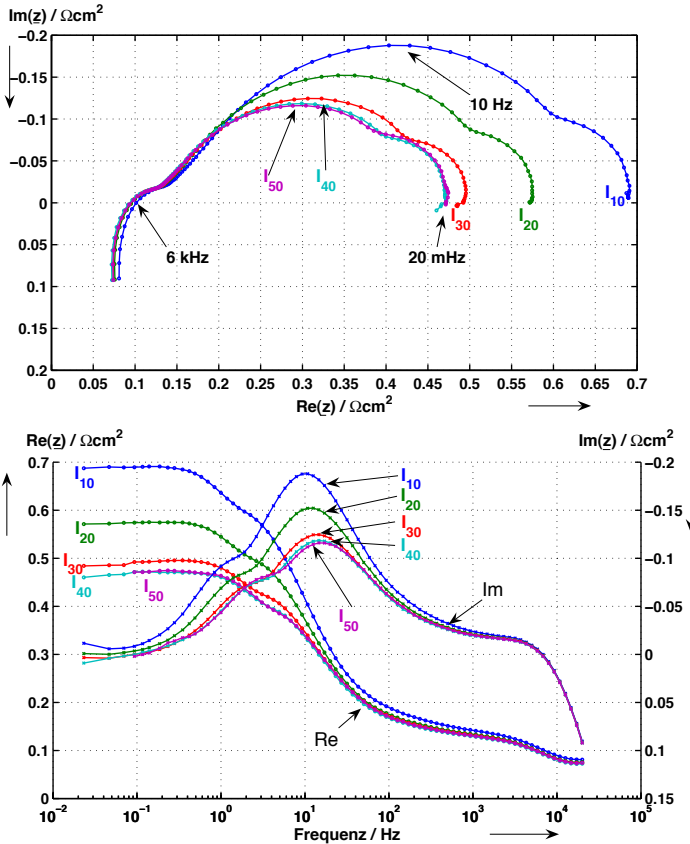 Im(z) / Ωcm²
-0.2
-0.15
-0.1
-0.05
0
0.05
0.1
0.15
0.2
10 Hz
I50
I40
I30
I20
I10
6 kHz
20 mHz
0 0.05 0.1 0.15 0.2 0.25 0.3 0.35 0.4 0.45 0.5 0.55 0.6 0.65 0.7
Re(z) / Ωcm²
Re(z) / Ωcm²
Im(z) / Ωcm²
0.7
0.6
0.5
0.4
0.3
0.2
0.1
0
-0.2
-0.15
-0.1
-0.05
0
0.05
0.1
0.15
I10
I20
I30
I40
I50
I10
I20
I30
I40
I50
Im
Re
10⁻² 10⁻¹ 10⁰ 10¹ 10² 10³ 10⁴ 10⁵
Frequenz / Hz